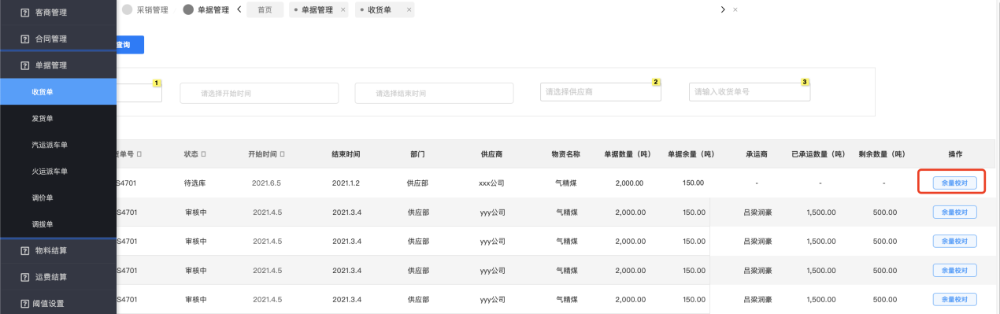 客商管理
合同管理
单据管理
收货单
发货单
汽运派车单
火运派车单
调价单
调拨单
物料结算
运费结算
阈值设置
采销管理 单据管理 首页 单据管理 × 收货单 × ×
查询
1 请选择开始时间 请选择结束时间 请选择供应商 2 请输入收货单号 3
货单号 状态 开始时间 结束时间 部门 供应商 物资名称 单据数量（吨） 单据余量（吨） 承运商 已承运数量（吨） 剩余数量（吨） 操作
S4701 待选库 2021.6.5 2021.1.2 供应部 xxx公司 气精煤 2,000.00 150.00 - - - 余量校对
S4701 审核中 2021.4.5 2021.3.4 供应部 yyy公司 气精煤 2,000.00 150.00 吕梁润豪 1,500.00 500.00 余量校对
S4701 审核中 2021.4.5 2021.3.4 供应部 yyy公司 气精煤 2,000.00 150.00 吕梁润豪 1,500.00 500.00 余量校对
S4701 审核中 2021.4.5 2021.3.4 供应部 yyy公司 气精煤 2,000.00 150.00 吕梁润豪 1,500.00 500.00 余量校对
S4701 审核中 2021.4.5 2021.3.4 供应部 yyy公司 气精煤 2,000.00 150.00 吕梁润豪 1,500.00 500.00 余量校对